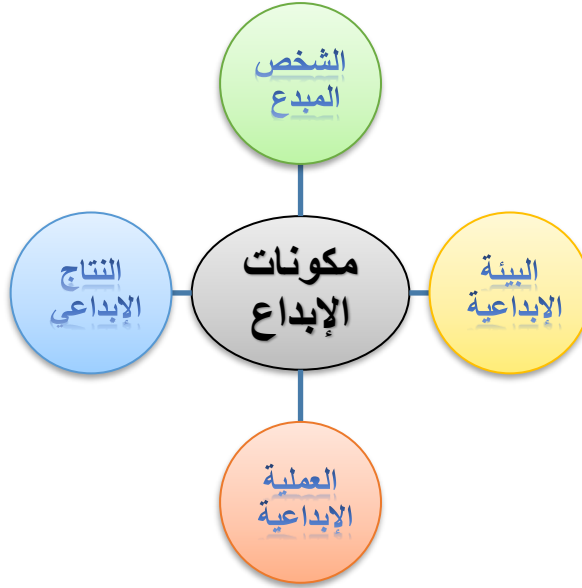 الشخص
المبدع
البيئة
الإبداعية
مكونات
الإبداع
النتاج
الإبداعي
العملية
الإبداعية